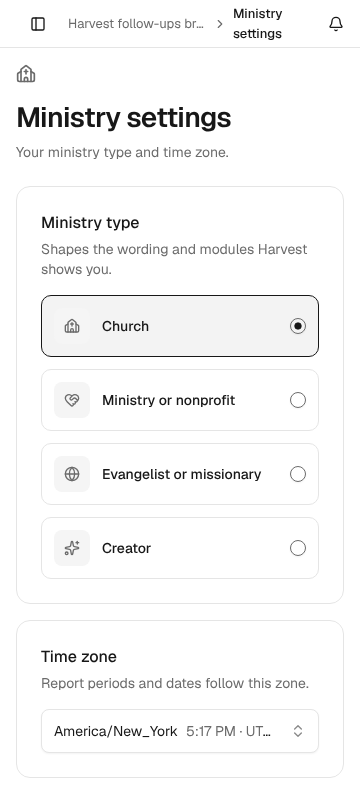 Harvest follow-ups br...
Ministry
settings
Ministry settings
Your ministry type and time zone.
Ministry type
Shapes the wording and modules Harvest
shows you.
Church
Ministry or nonprofit
Evangelist or missionary
Creator
Time zone
Report periods and dates follow this zone.
America/New_York 5:17 PM · UT...